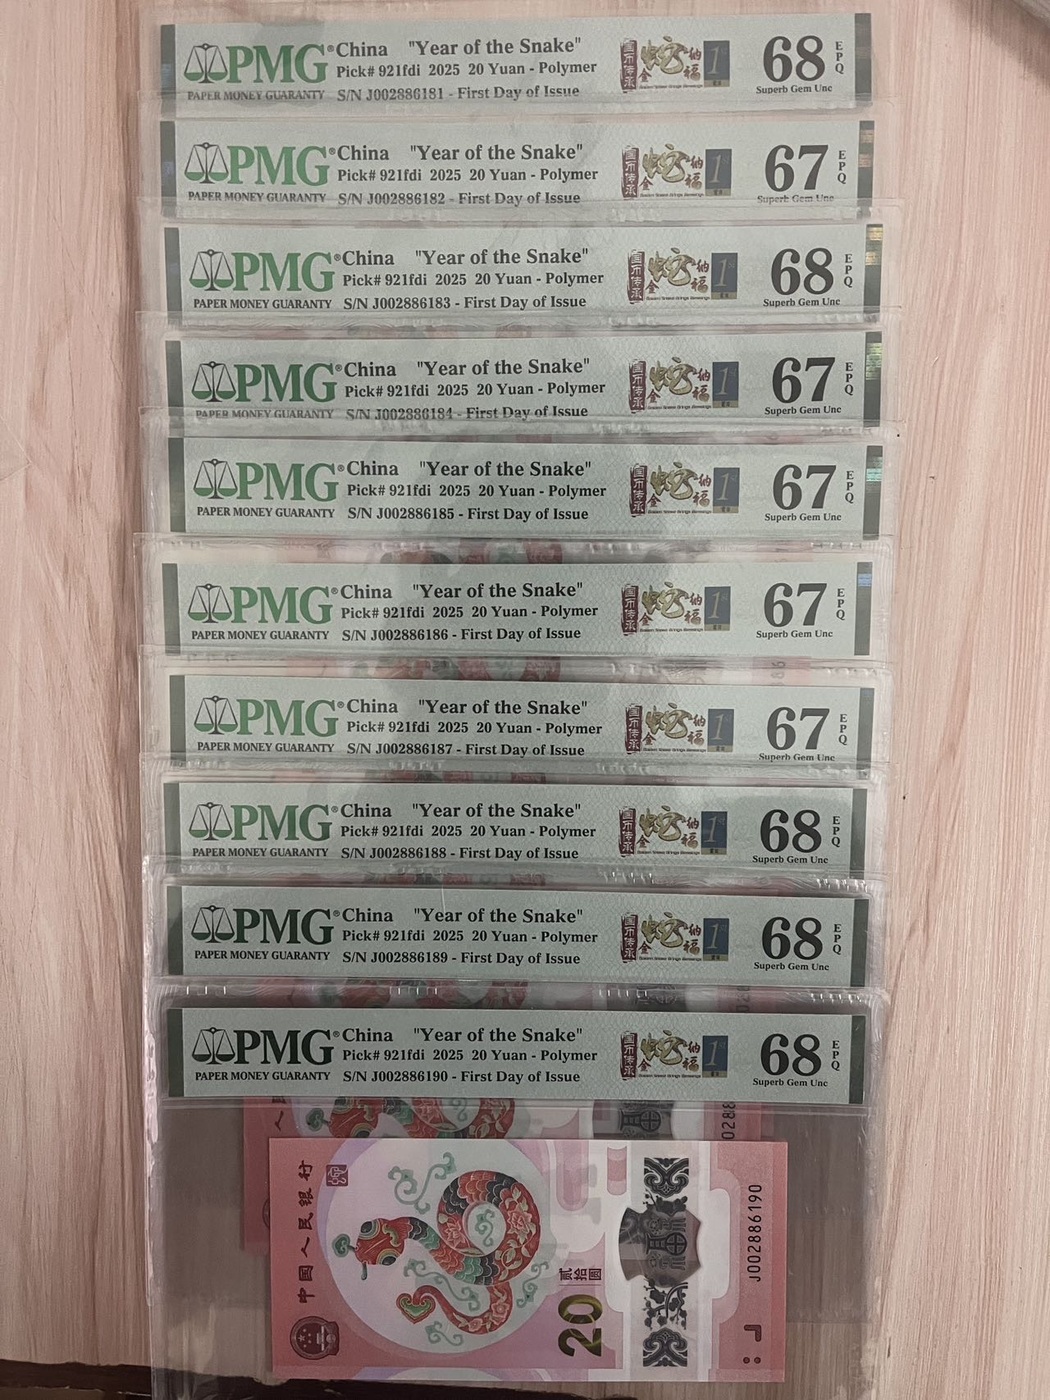 PMG® China "Year of the Snake" 68 EPQ
Pick# 921fdi 2025 20 Yuan - Polymer
PAPER MONEY GUARANTY S/N J002886181 - First Day of Issue Superb Gem Unc
PMG® China "Year of the Snake" 67 EPQ
Pick# 921fdi 2025 20 Yuan - Polymer
PAPER MONEY GUARANTY S/N J002886182 - First Day of Issue Superb Gem Unc
PMG® China "Year of the Snake" 68 EPQ
Pick# 921fdi 2025 20 Yuan - Polymer
PAPER MONEY GUARANTY S/N J002886183 - First Day of Issue Superb Gem Unc
PMG® China "Year of the Snake" 67 EPQ
Pick# 921fdi 2025 20 Yuan - Polymer
PAPER MONEY GUARANTY S/N J002886184 - First Day of Issue Superb Gem Unc
PMG® China "Year of the Snake" 67 EPQ
Pick# 921fdi 2025 20 Yuan - Polymer
PAPER MONEY GUARANTY S/N J002886185 - First Day of Issue Superb Gem Unc
PMG® China "Year of the Snake" 67 EPQ
Pick# 921fdi 2025 20 Yuan - Polymer
PAPER MONEY GUARANTY S/N J002886186 - First Day of Issue Superb Gem Unc
PMG® China "Year of the Snake" 67 EPQ
Pick# 921fdi 2025 20 Yuan - Polymer
PAPER MONEY GUARANTY S/N J002886187 - First Day of Issue Superb Gem Unc
PMG® China "Year of the Snake" 68 EPQ
Pick# 921fdi 2025 20 Yuan - Polymer
PAPER MONEY GUARANTY S/N J002886188 - First Day of Issue Superb Gem Unc
PMG® China "Year of the Snake" 68 EPQ
Pick# 921fdi 2025 20 Yuan - Polymer
PAPER MONEY GUARANTY S/N J002886189 - First Day of Issue Superb Gem Unc
PMG® China "Year of the Snake" 68 EPQ
Pick# 921fdi 2025 20 Yuan - Polymer
PAPER MONEY GUARANTY S/N J002886190 - First Day of Issue Superb Gem Unc
中国人民银行
贰拾圆
20
J002886190